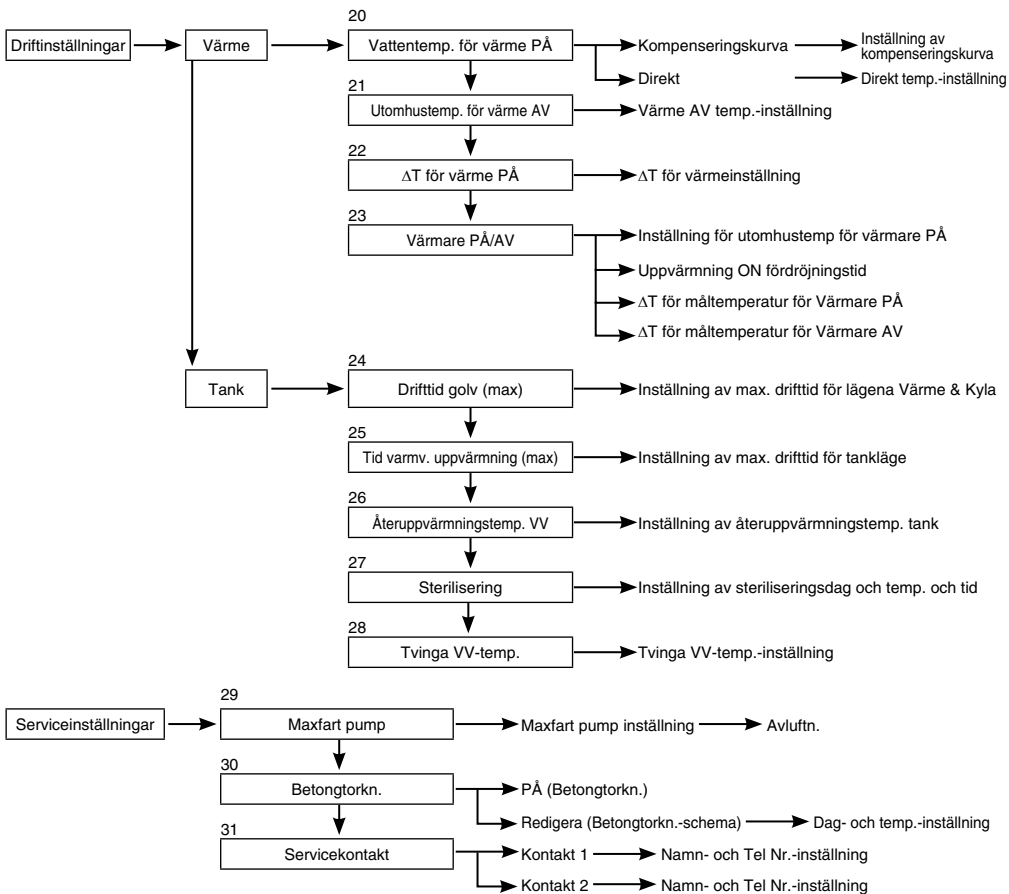 20
Driftinställningar
Värme
Vattentemp. för värme PÅ
Kompenseringskurva
Inställning av
kompenseringskurva
Direkt
Direkt temp.-inställning
21
Utomhustemp. för värme AV
Värme AV temp.-inställning
22
∆T för värme PÅ
∆T för värmeinställning
23
Värmare PÅ/AV
Inställning för utomhustemp för värmare PÅ
Uppvärmning ON fördröjningstid
∆T för måltemperatur för Värmare PÅ
∆T för måltemperatur för Värmare AV
24
Tank
Drifttid golv (max)
Inställning av max. drifttid för lägena Värme & Kyla
25
Tid varmv. uppvärmning (max)
Inställning av max. drifttid för tankläge
26
Återuppvärmningstemp. VV
Inställning av återuppvärmningstemp. tank
27
Sterilisering
Inställning av steriliseringsdag och temp. och tid
28
Tvinga VV-temp.
Tvinga VV-temp.-inställning
29
Serviceinställningar
Maxfart pump
Maxfart pump inställning
Avluftn.
30
Betongtorkn.
PÅ (Betongtorkn.)
Redigera (Betongtorkn.-schema)
Dag- och temp.-inställning
31
Servicekontakt
Kontakt 1
Namn- och Tel Nr.-inställning
Kontakt 2
Namn- och Tel Nr.-inställning